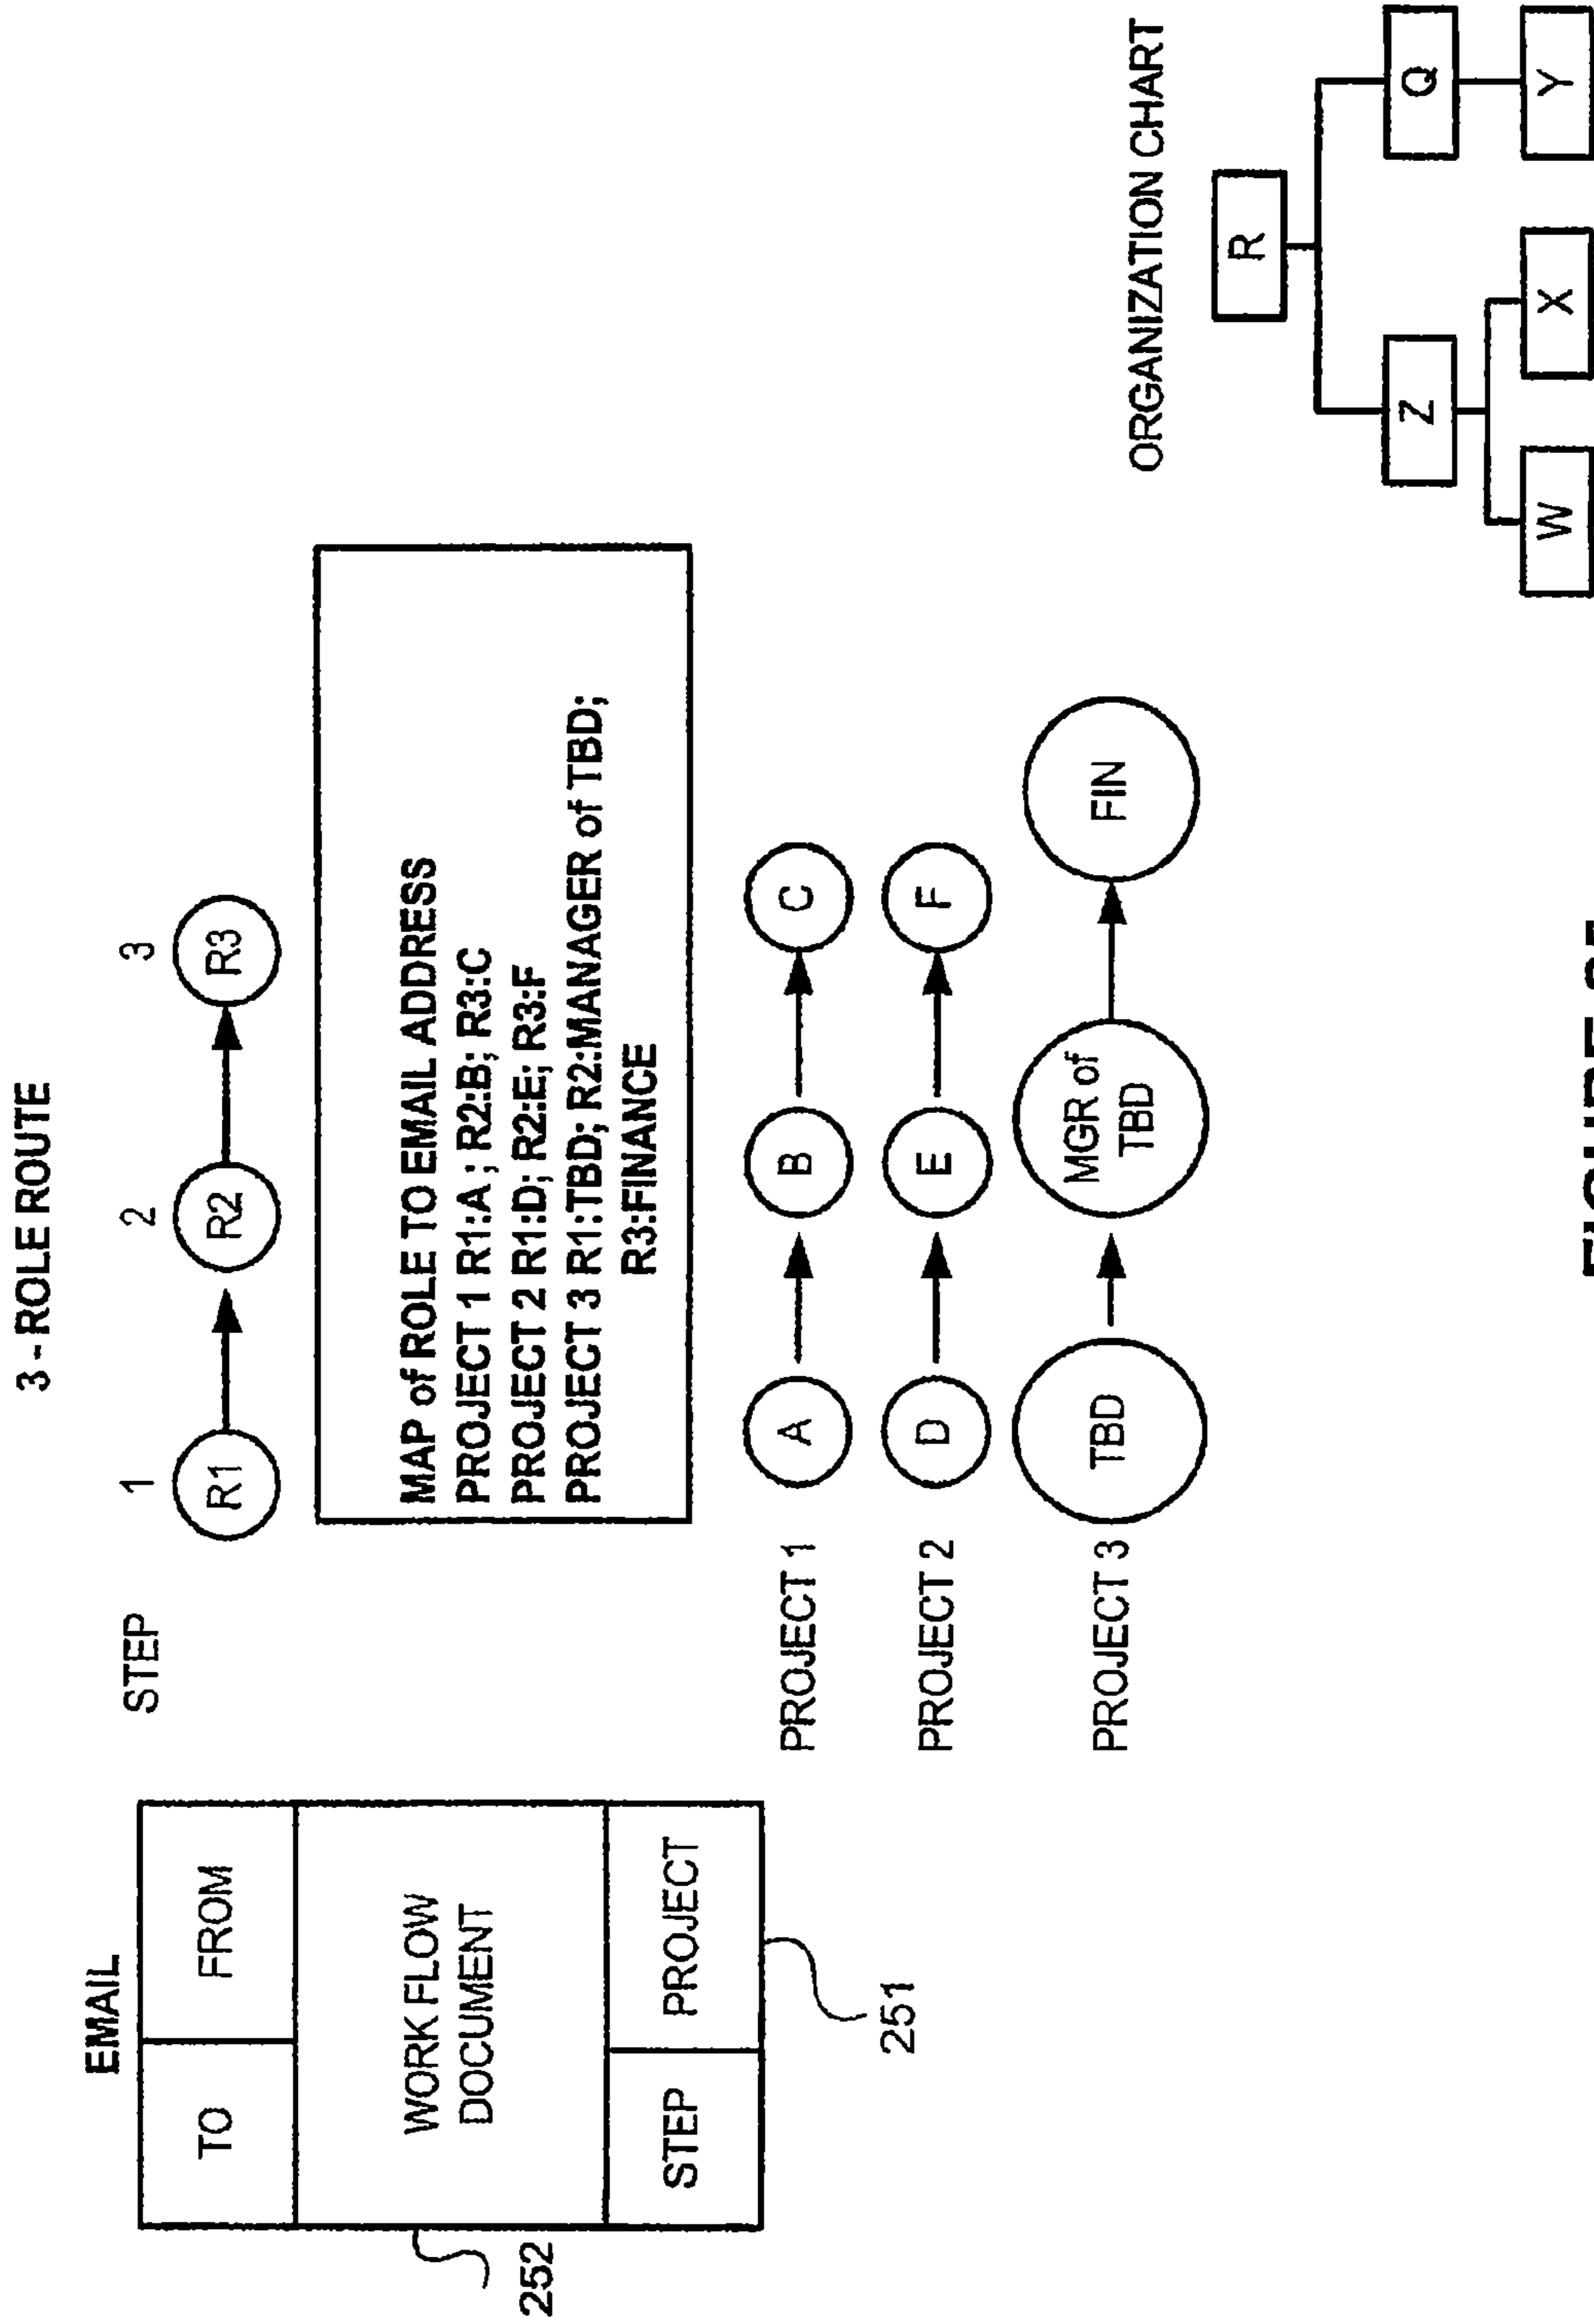 3 - ROLE ROUTE
EMAIL
TO
FROM
WORK FLOW
DOCUMENT
STEP
PROJECT
252
251
STEP
1
2
3
R1
R2
R3
MAP of ROLE TO EMAIL ADDRESS
PROJECT 1 R1:A ; R2:B; R3:C
PROJECT 2 R1:D; R2:E; R3:F
PROJECT 3 R1:TBD; R2:MANAGER of TBD;
R3:FINANCE
PROJECT 1
A
B
C
PROJECT 2
D
E
F
PROJECT 3
TBD
MGR of
TBD
FIN
ORGANIZATION CHART
R
Z
Q
W
X
Y